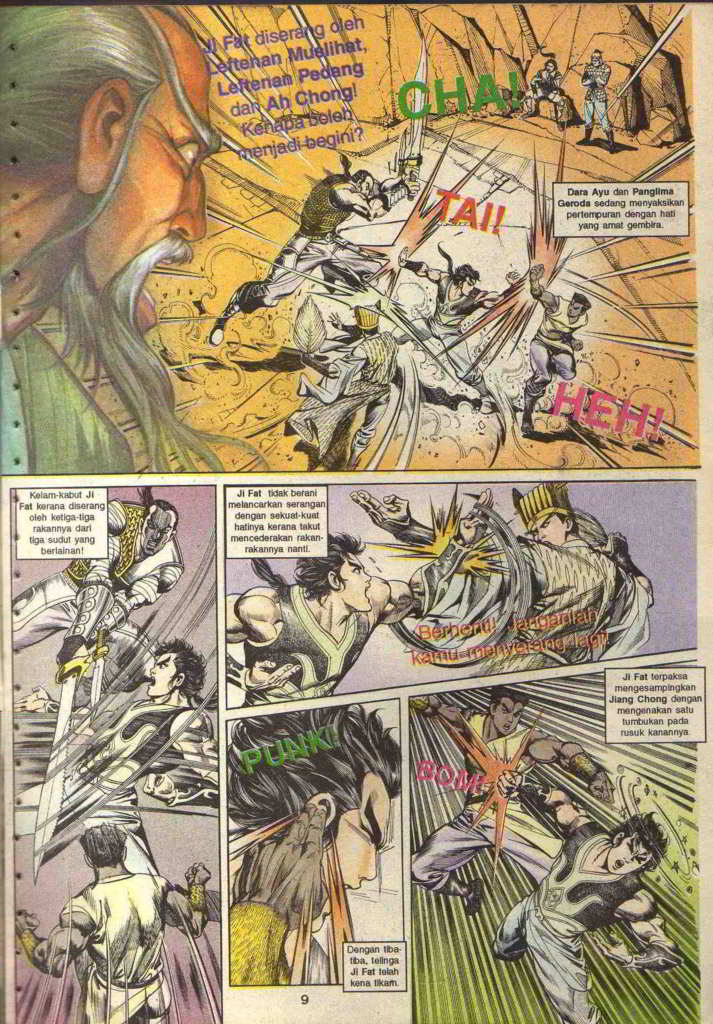 Ji Fat diserang oleh
Leftenan Muslihat,
Leftenan Pedang
dan Ah Chong!
Kenapa boleh
menjadi begini?
CHA!
TAI!
Dara Ayu dan Panglima
Geroda sedang menyaksikan
pertempuran dengan hati
yang amat gembira.
HEH!
Kelam-kabut Ji
Fat kerana diserang
oleh ketiga-tiga
rakannya dari
tiga sudut yang
berlainan!
Ji Fat tidak berani
melancarkan serangan
dengan sekuat-kuat
hatinya kerana takut
mencederakan rakan-
rakannya nanti.
Berhenti! Janganlah
kamu menyerang lagi!
PUNK!
Dengan tiba-
tiba, telinga
Ji Fat telah
kena tikam.
BOM!
Ji Fat terpaksa
mengesampingkan
Jiang Chong dengan
mengenakan satu
tumbukan pada
rusuk kanannya.
9